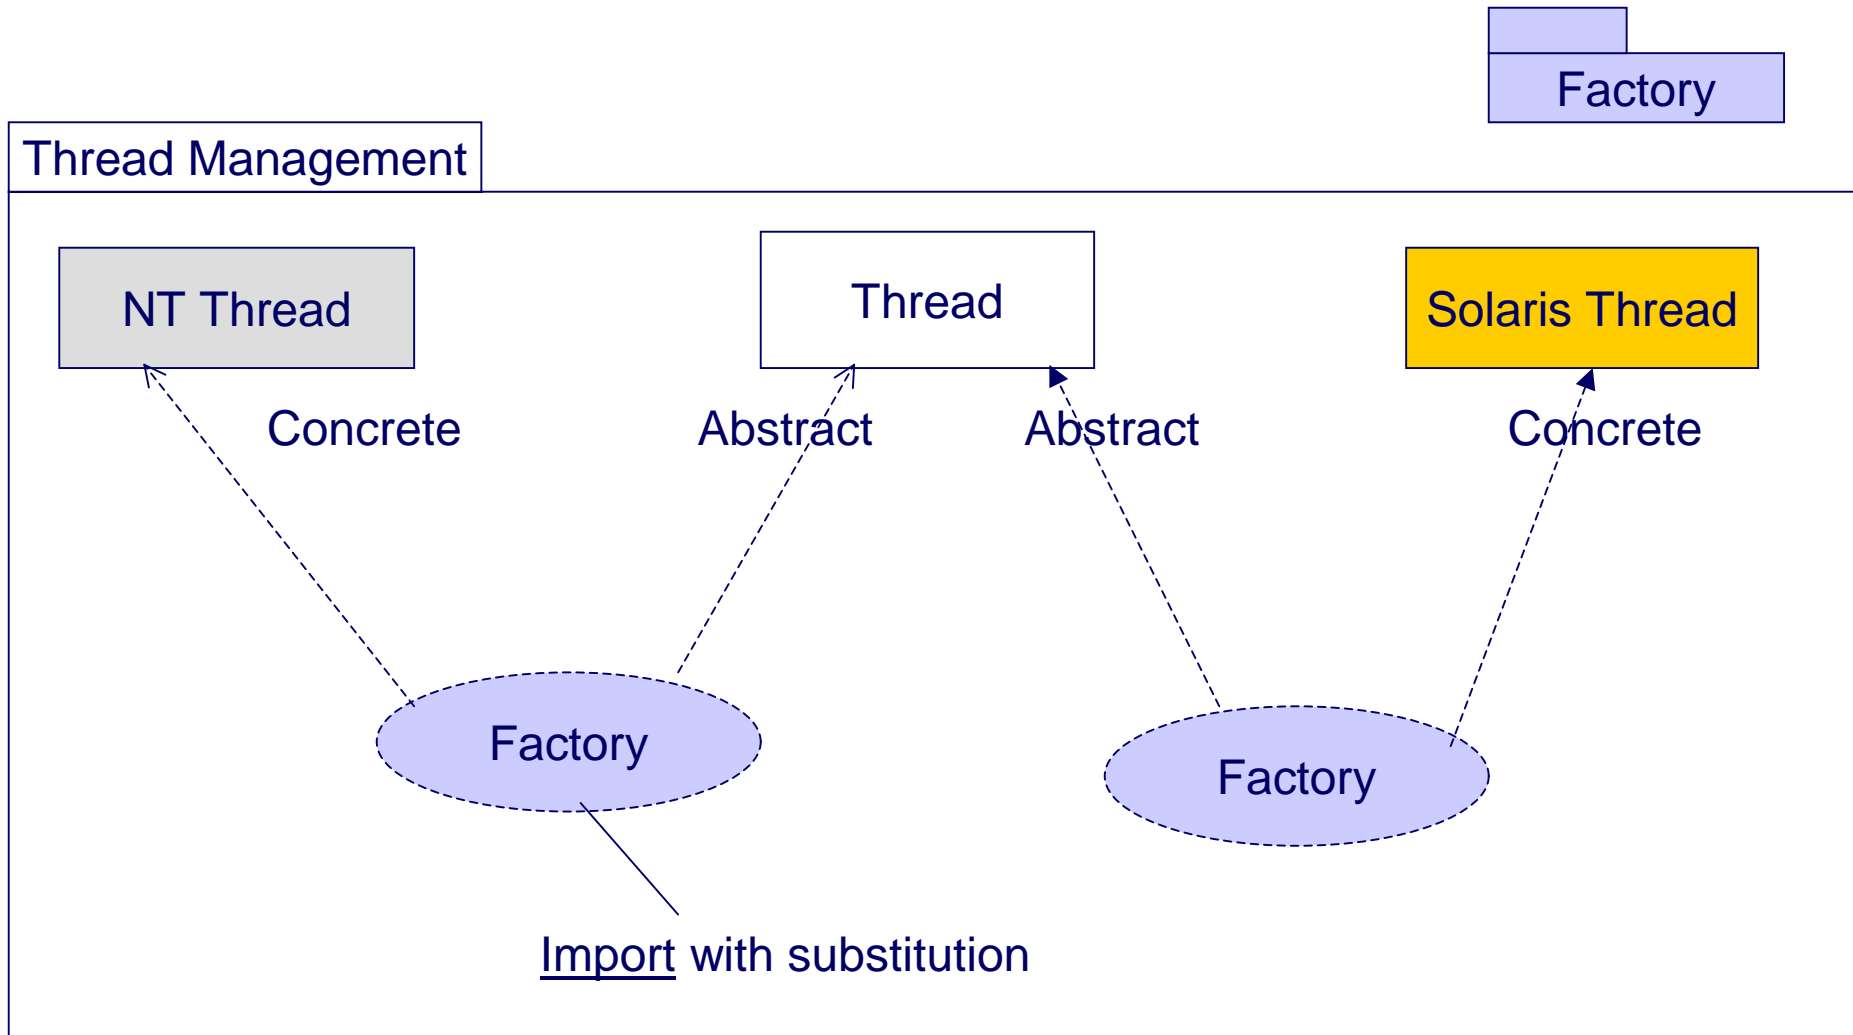 Factory
Thread Management
NT Thread
Thread
Solaris Thread
Concrete
Abstract
Abstract
Concrete
Factory
Factory
Import with substitution